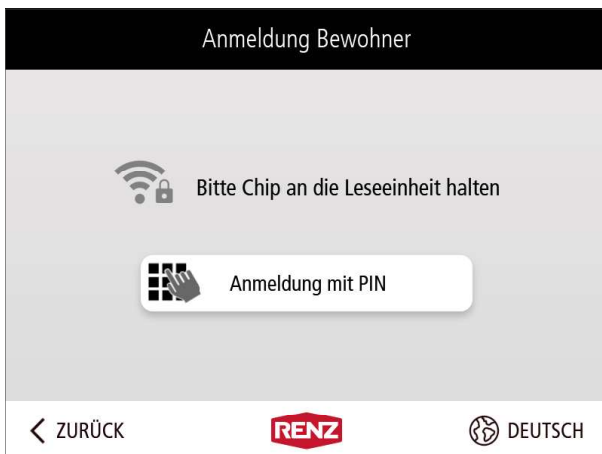 Anmeldung Bewohner
Bitte Chip an die Leseeinheit halten
Anmeldung mit PIN
ZURÜCK
RENZ
DEUTSCH